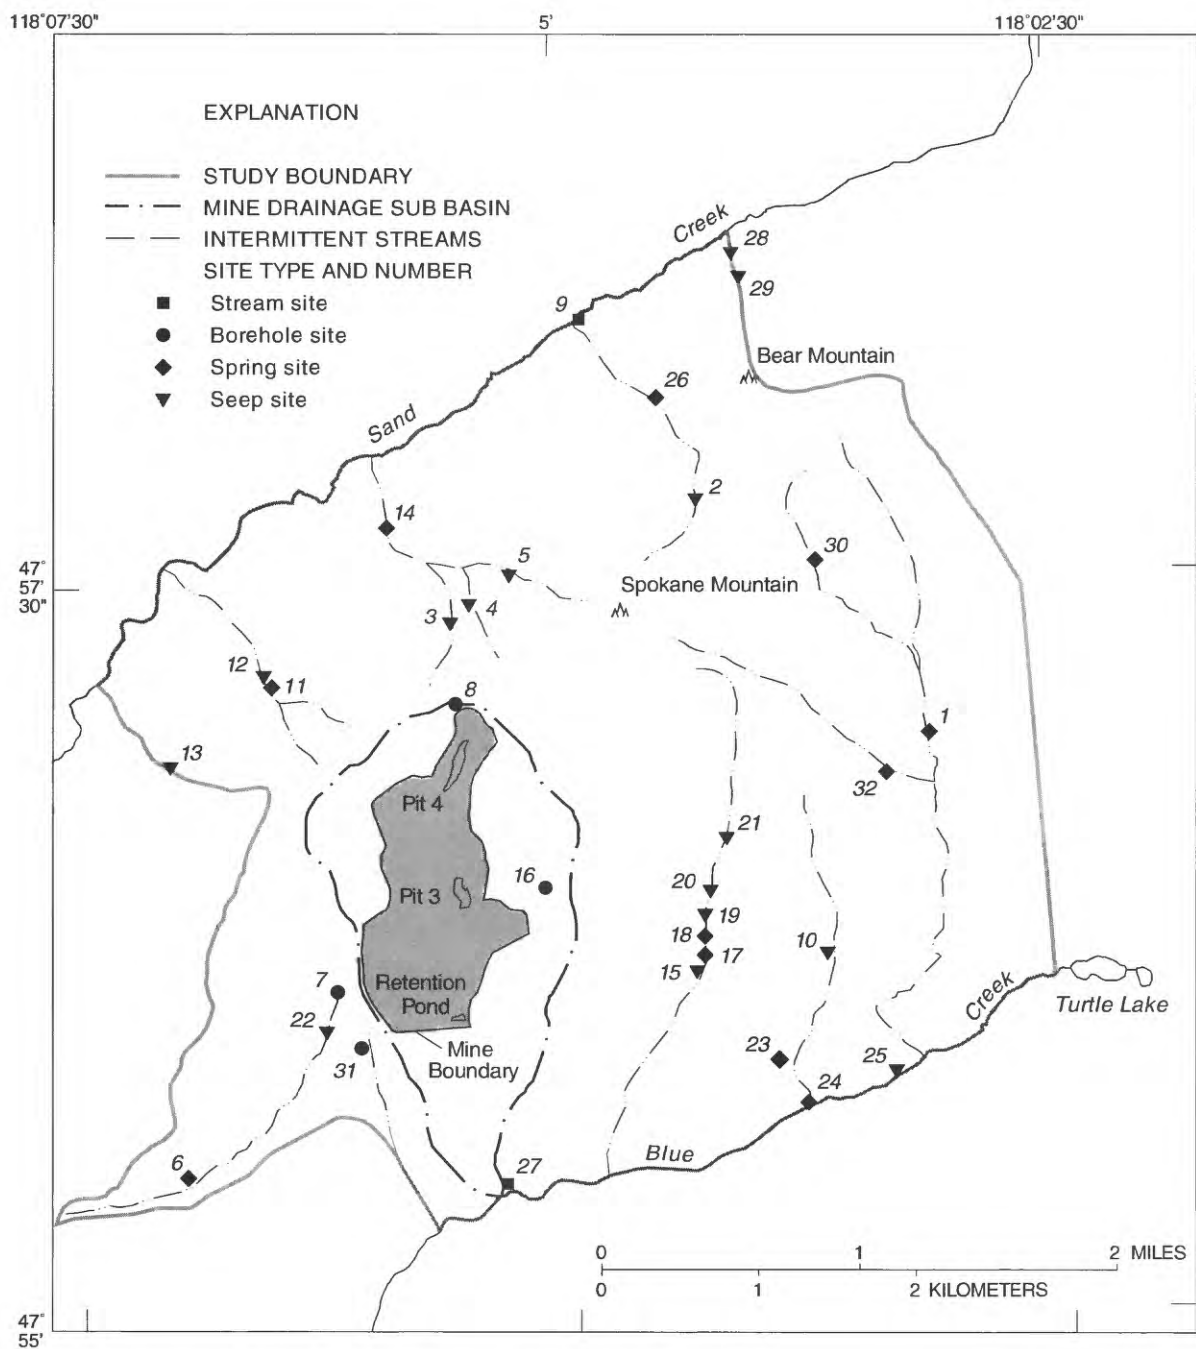 118°07'30"
5'
118°02'30"
EXPLANATION
STUDY BOUNDARY
MINE DRAINAGE SUB BASIN
INTERMITTENT STREAMS
SITE TYPE AND NUMBER
Stream site
Borehole site
Spring site
Seep site
Creek
28
29
9
Bear Mountain
26
Sand
2
14
30
5
47°
57'
30"
Spokane Mountain
4
3
12
11
8
1
13
32
Pit 4
21
16
20
Pit 3
19
18
17
10
15
7
Retention
Pond
22
Creek
Turtle Lake
Mine
Boundary
23
31
25
24
Blue
6
27
0
1
2 MILES
0
1
2 KILOMETERS
47°
55'